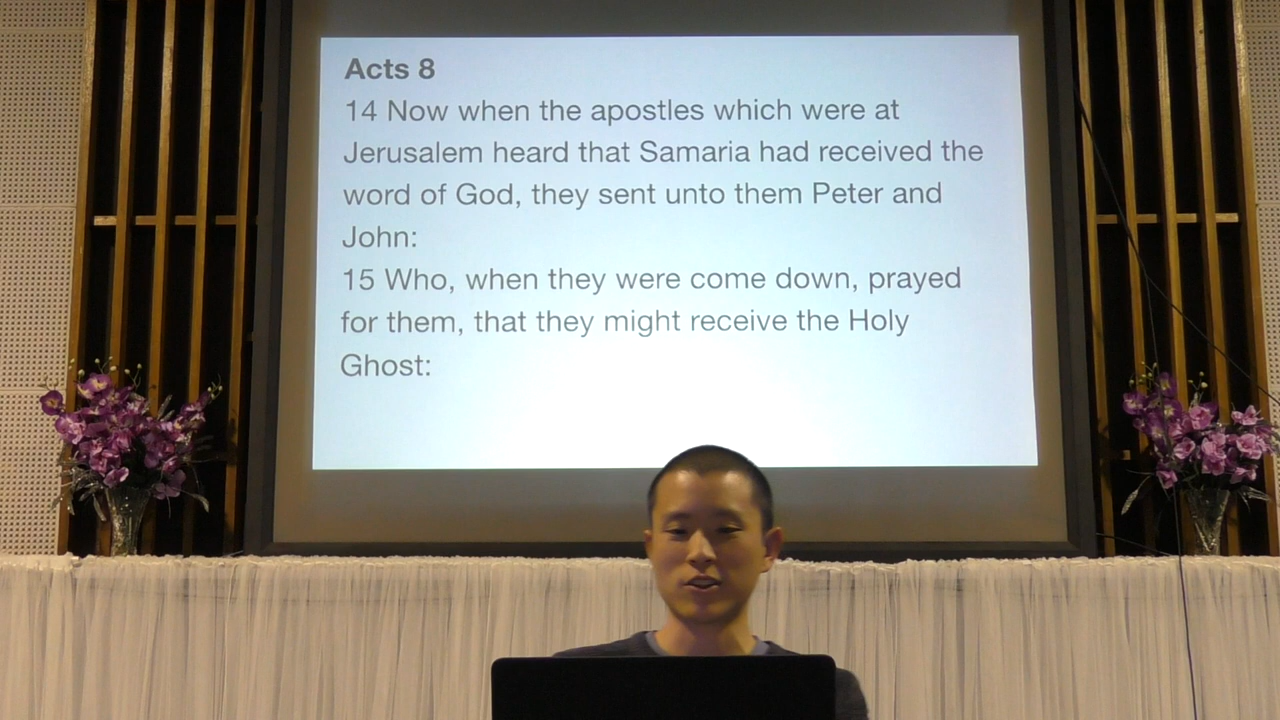 Acts 8
14 Now when the apostles which were at
Jerusalem heard that Samaria had received the
word of God, they sent unto them Peter and
John:
15 Who, when they were come down, prayed
for them, that they might receive the Holy
Ghost: